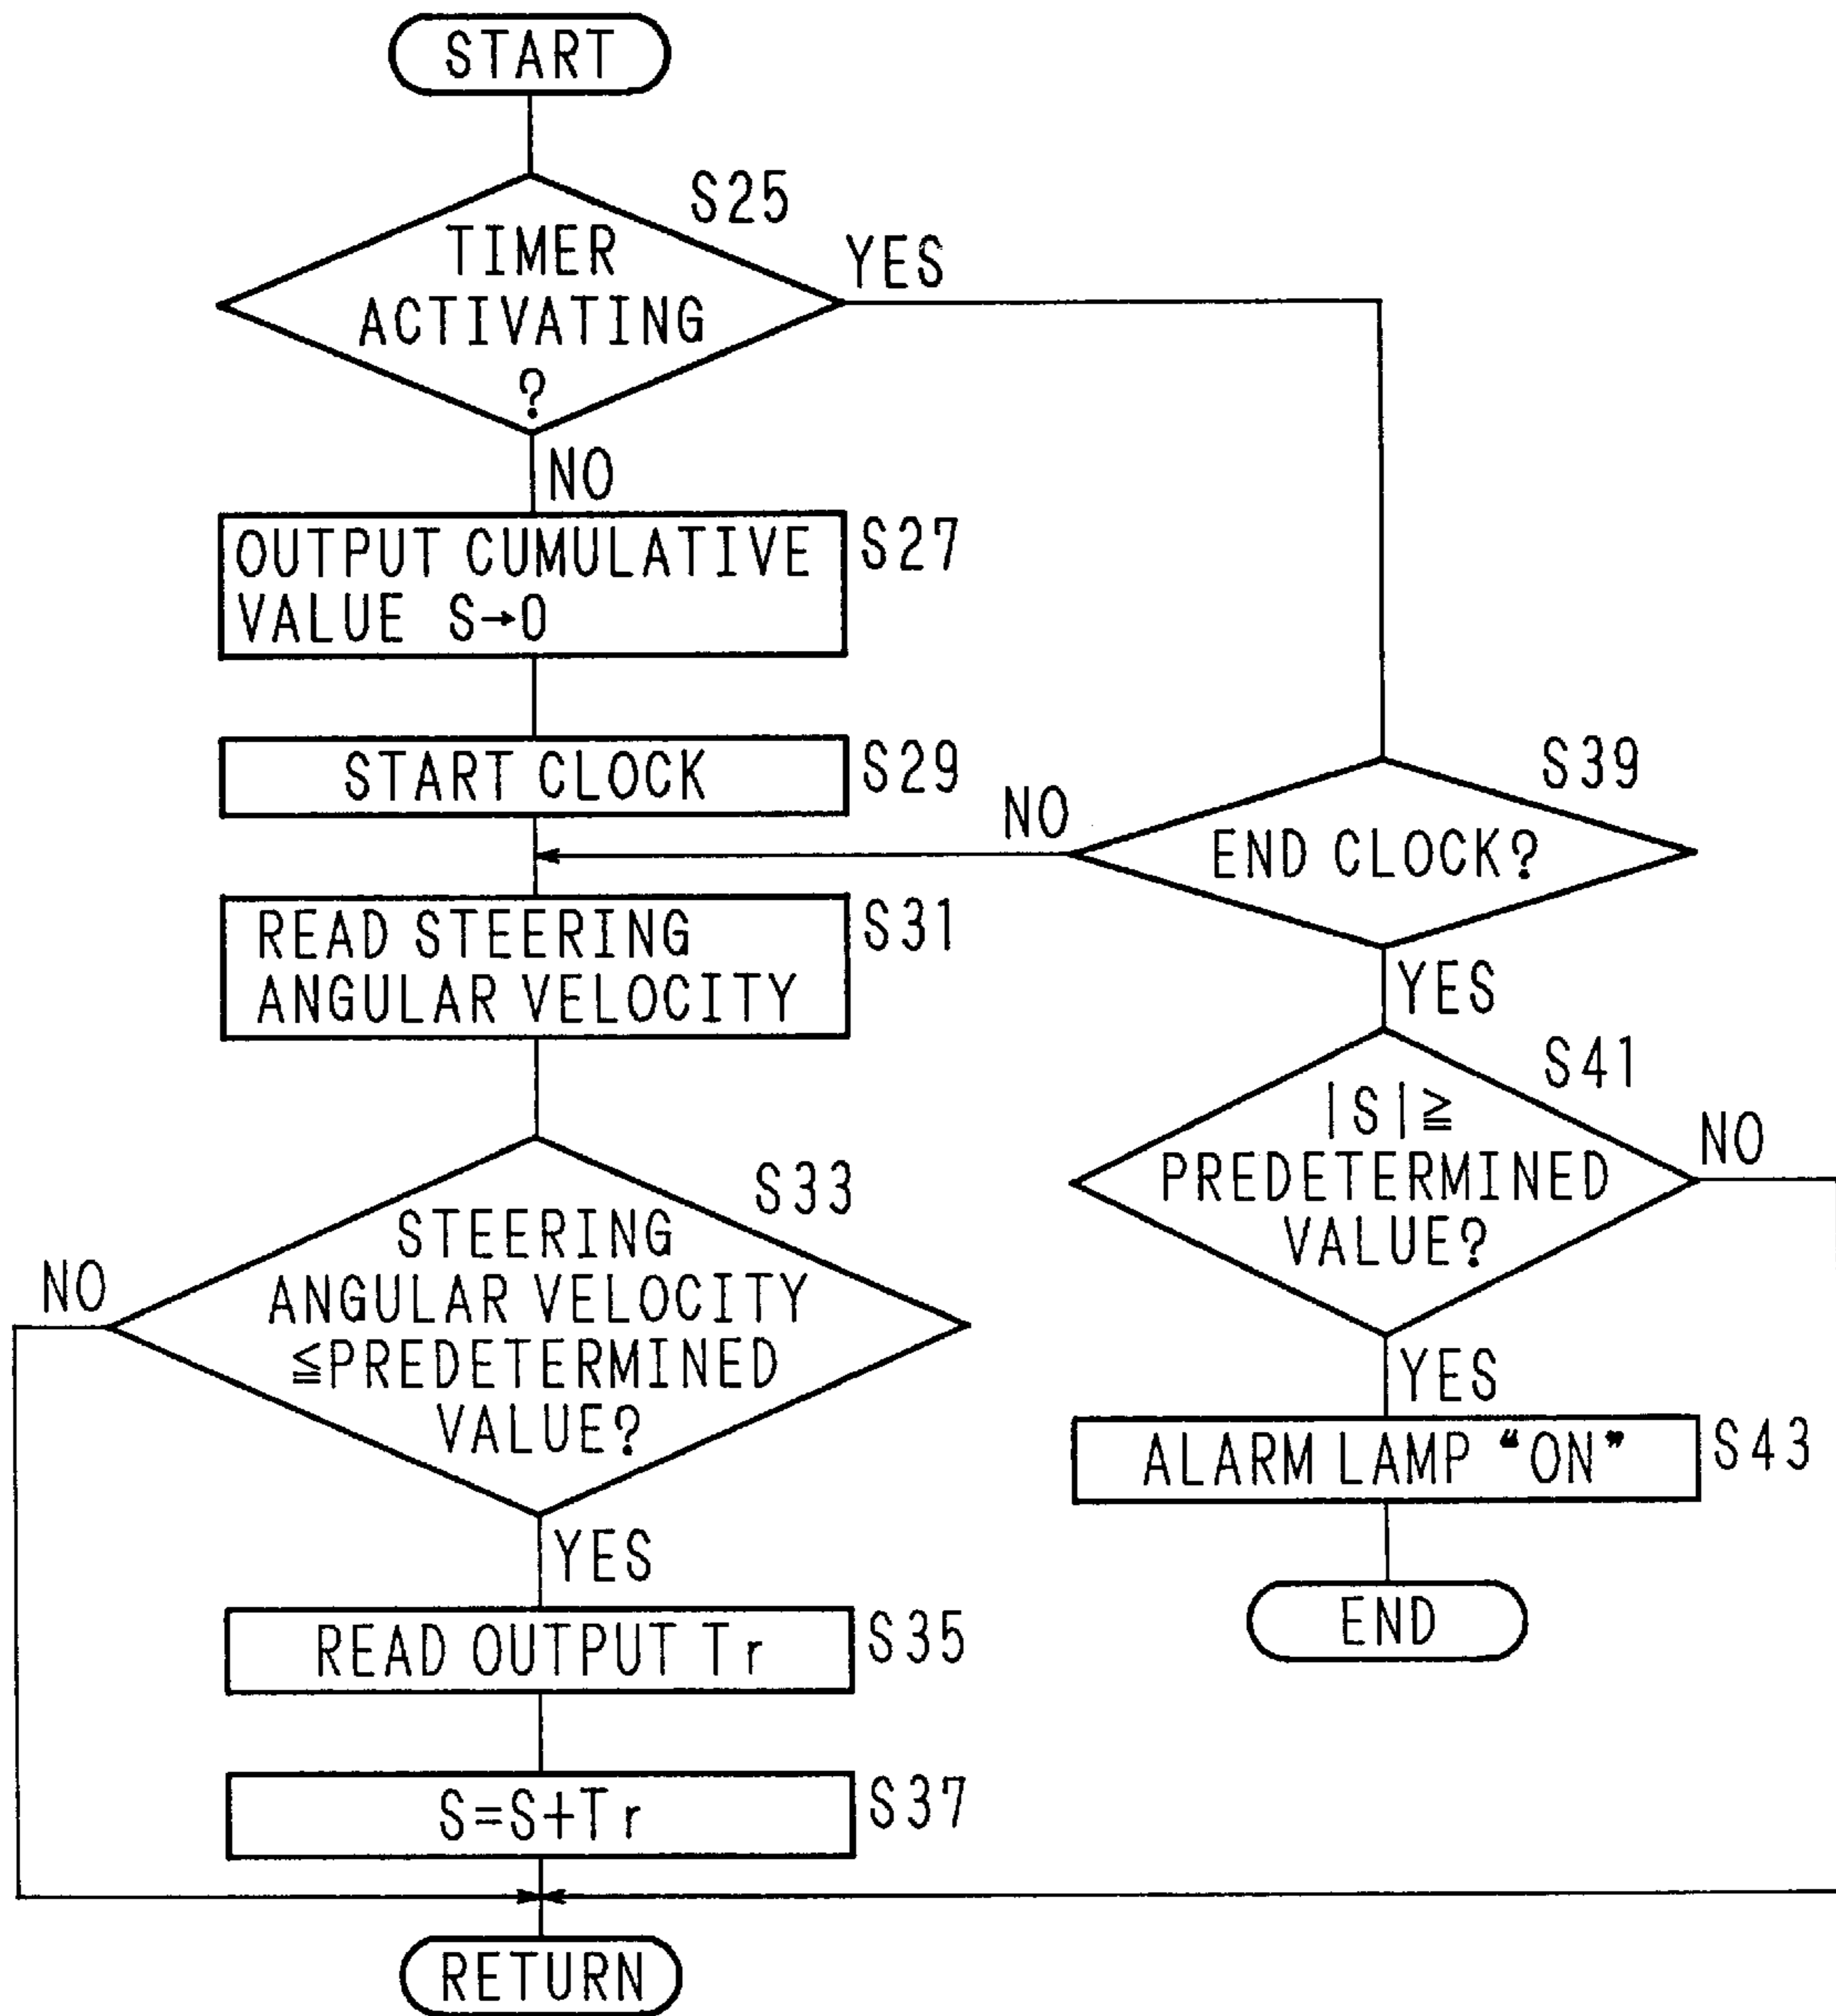 START
S25
TIMER
ACTIVATING
?
YES
NO
OUTPUT CUMULATIVE
VALUE S→0
S27
START CLOCK
S29
READ STEERING
ANGULAR VELOCITY
S31
S33
STEERING
ANGULAR VELOCITY
≦PREDETERMINED
VALUE?
NO
YES
READ OUTPUT Tr
S35
S=S+Tr
S37
RETURN
S39
END CLOCK?
NO
YES
S41
|S|≧
PREDETERMINED
VALUE?
NO
YES
ALARM LAMP “ON”
S43
END